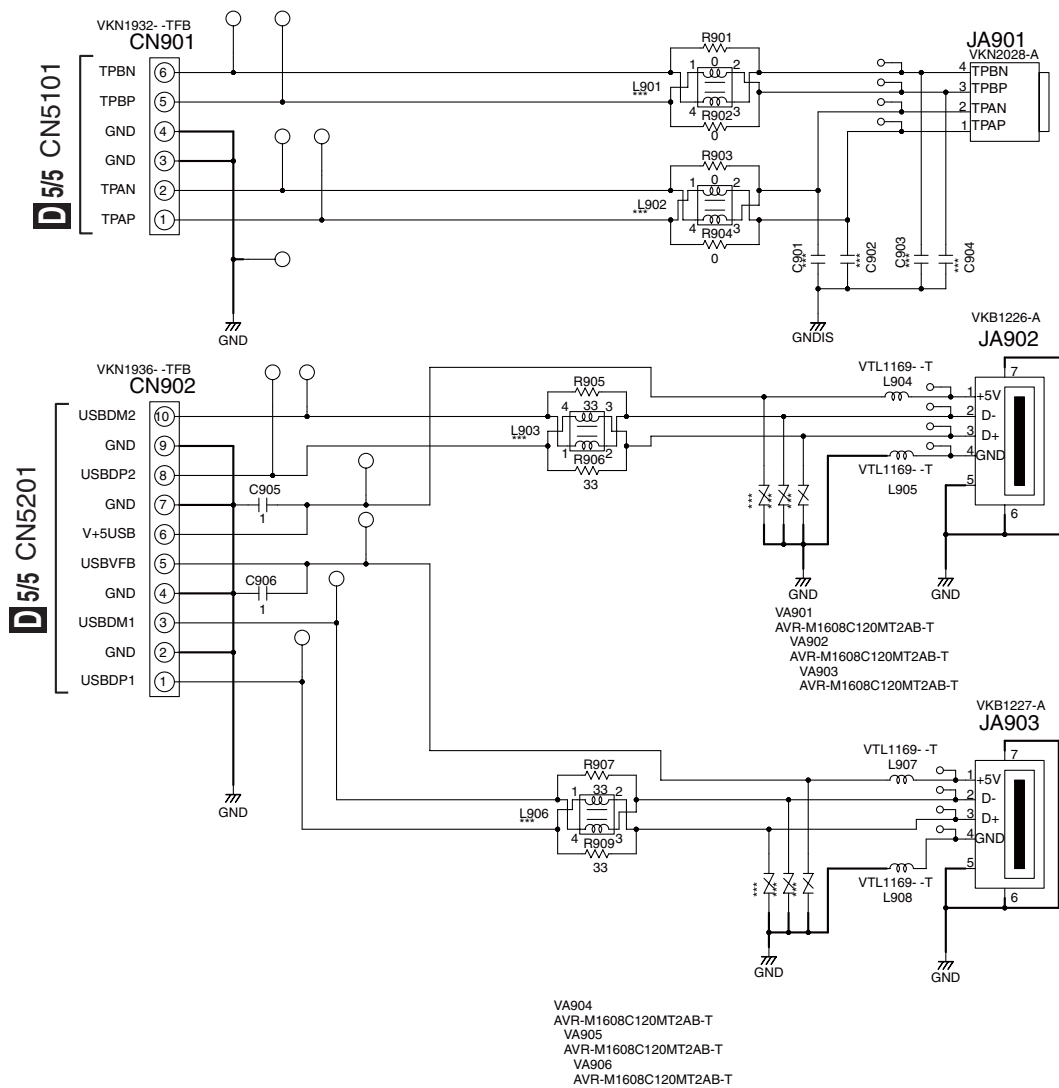 VKN1932- -TFB
CN901
D 5/5 CN5101
TPBN 6
TPBP 5
GND 4
GND 3
TPAN 2
TPAP 1
GND
R901
0
1 2
L901
***
4 3
R902
0
R903
0
1 2
L902
***
4 3
R904
0
C901
***
C902
***
C903
***
C904
***
GNDIS
JA901
VKN2028-A
4 TPBN
3 TPBP
2 TPAN
1 TPAP
VKN1936- -TFB
CN902
D 5/5 CN5201
USBDM2 10
GND 9
USBDP2 8
GND 7
V+5USB 6
USBVFB 5
GND 4
USBDM1 3
GND 2
USBDP1 1
C905
1
C906
1
GND
R905
33
4 3
L903
***
1 2
R906
33
VTL1169- -T
L904
VTL1169- -T
L905
VKB1226-A
JA902
7
1 +5V
2 D-
3 D+
4 GND
5
6
*** *** ***
GND
GND
VA901
AVR-M1608C120MT2AB-T
VA902
AVR-M1608C120MT2AB-T
VA903
AVR-M1608C120MT2AB-T
R907
33
1 2
L906
***
4 3
R909
33
VTL1169- -T
L907
VTL1169- -T
L908
VKB1227-A
JA903
7
1 +5V
2 D-
3 D+
4 GND
5
6
*** *** ***
GND
GND
VA904
AVR-M1608C120MT2AB-T
VA905
AVR-M1608C120MT2AB-T
VA906
AVR-M1608C120MT2AB-T